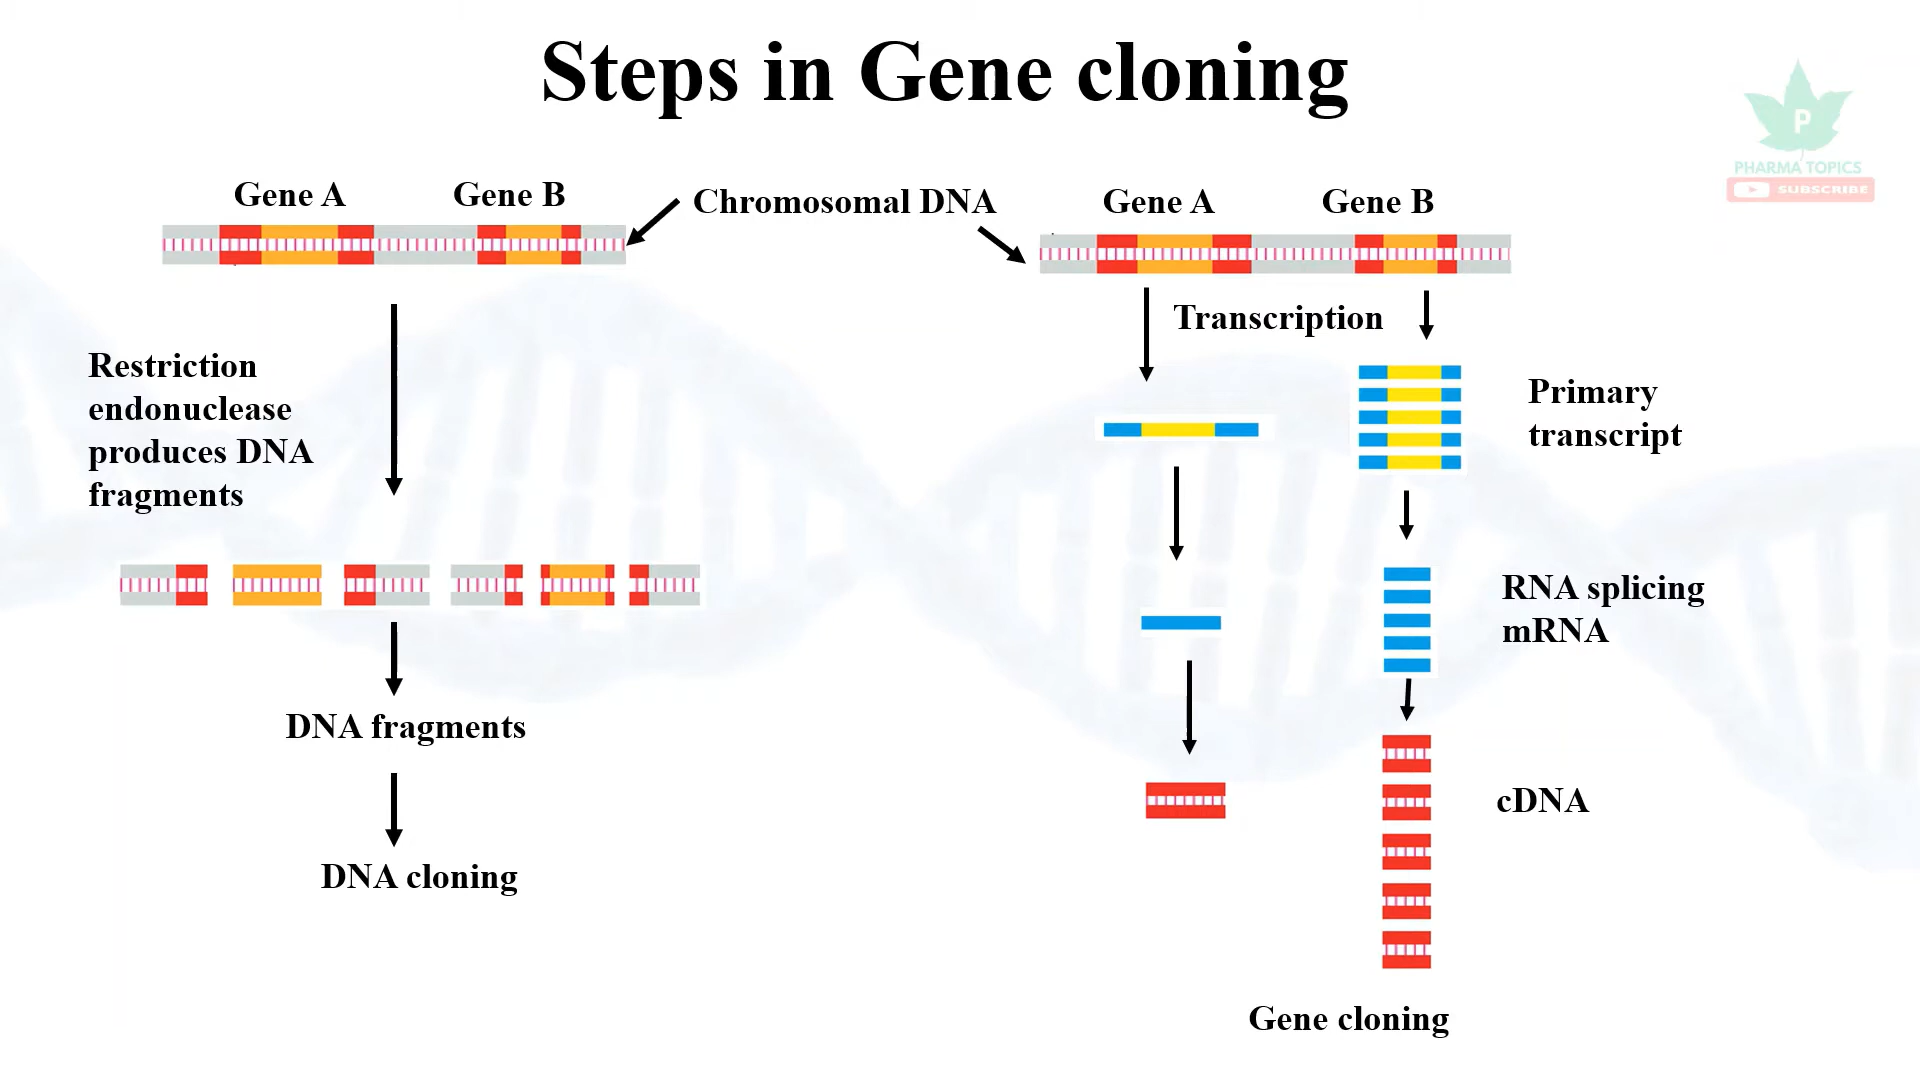 Steps in Gene cloning
P
PHARMA TOPICS
SUBSCRIBE
Gene A
Gene B
Chromosomal DNA
Gene A
Gene B
Restriction
endonuclease
produces DNA
fragments
DNA fragments
DNA cloning
Transcription
Primary
transcript
RNA splicing
mRNA
cDNA
Gene cloning